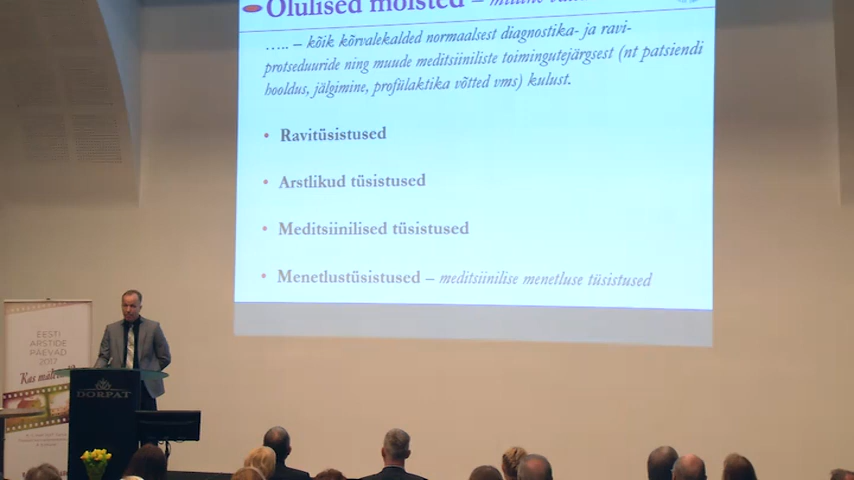 Olulised mõisted –
….. – kõik kõrvalekalded normaalsest diagnostika- ja ravi-
protseduuride ning muude meditsiiniliste toimingutejärgsest (nt patsiendi
hooldus, jälgimine, profülaktika võtted vms) kulust.
• Ravitüsistused
• Arstlikud tüsistused
• Meditsiinilised tüsistused
• Menetlustüsistused – meditsiinilise menetluse tüsistused
EESTI
ARSTIDE
PÄEVAD
2017
DORPAT